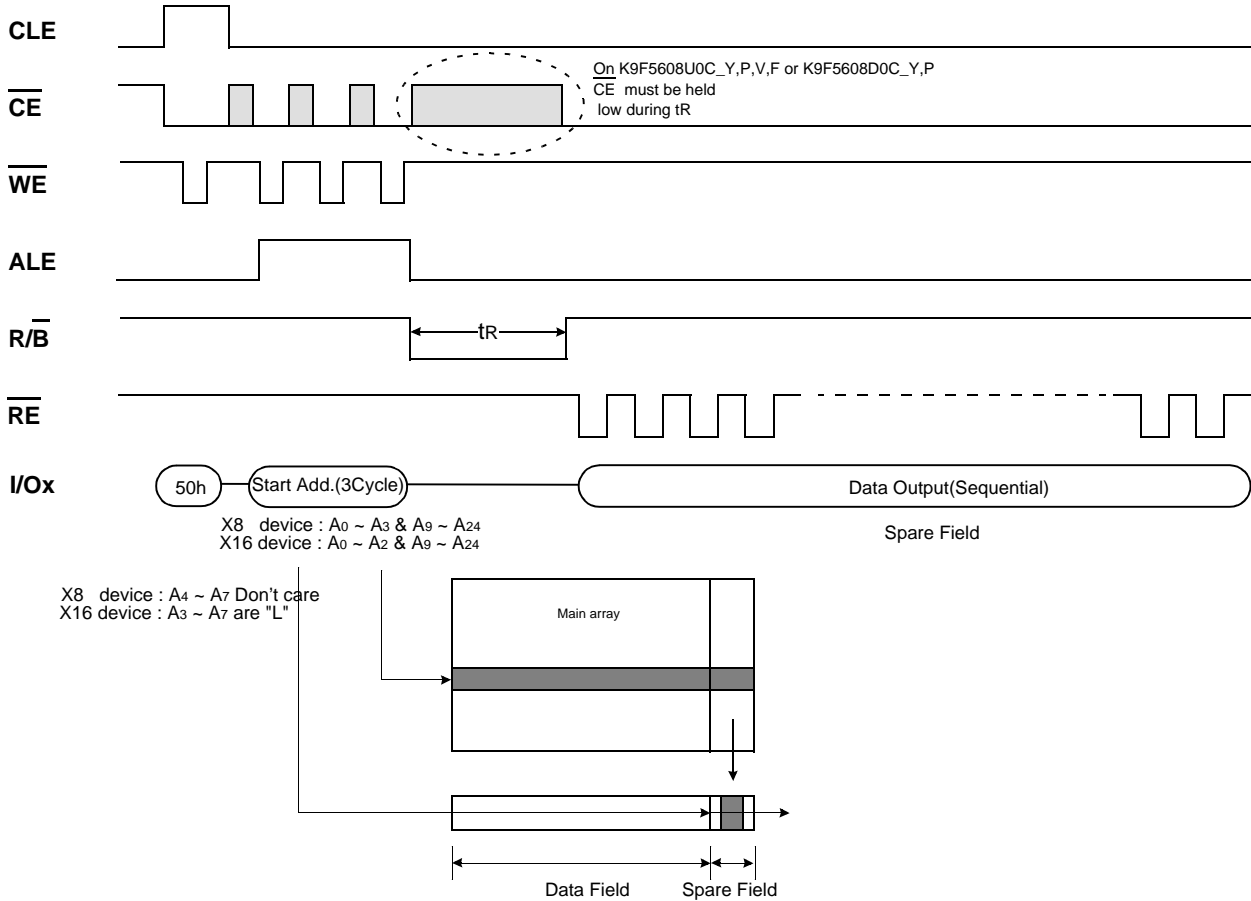 CLE
On K9F5608U0C_Y,P,V,F or K9F5608D0C_Y,P
CE must be held
low during tR
CE
WE
ALE
R/B
tR
RE
I/Ox
50h
Start Add.(3Cycle)
Data Output(Sequential)
X8 device : A0 ~ A3 & A9 ~ A24
X16 device : A0 ~ A2 & A9 ~ A24
Spare Field
X8 device : A4 ~ A7 Don't care
X16 device : A3 ~ A7 are "L"
Main array
Data Field
Spare Field